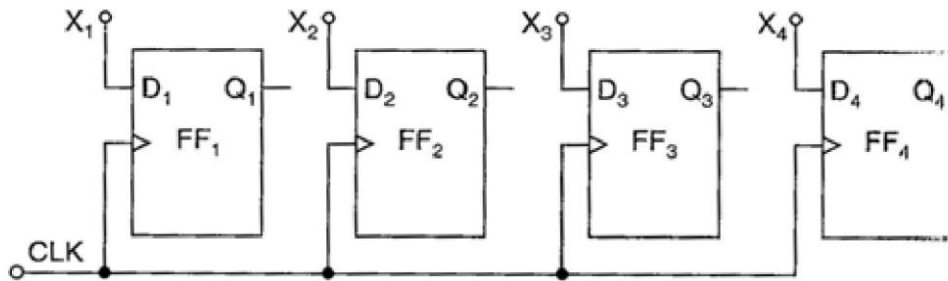 X₁ X₂ X₃ X₄
D₁ Q₁ D₂ Q₂ D₃ Q₃ D₄ Q₄
FF₁ FF₂ FF₃ FF₄
CLK